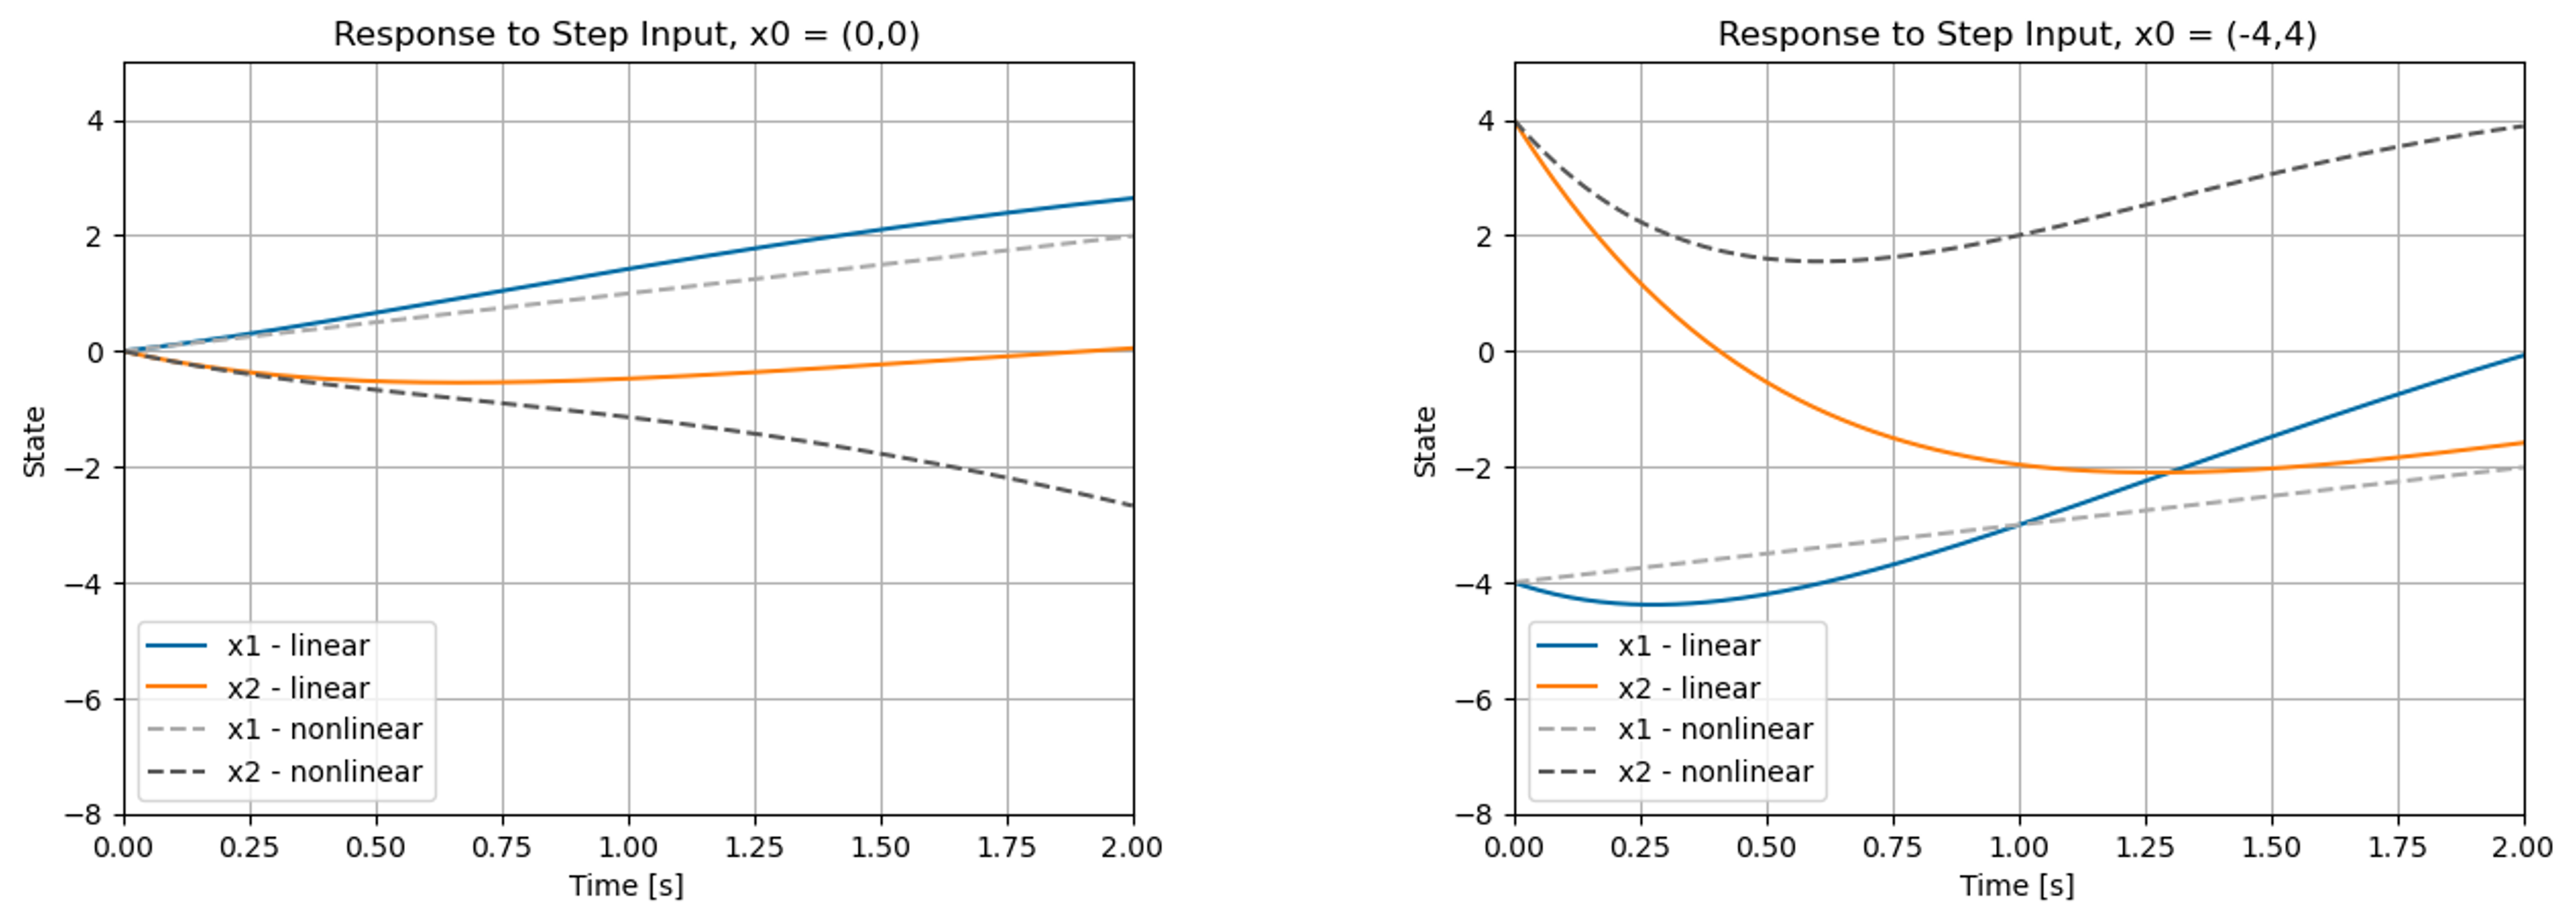 Response to Step Input, x0 = (0,0)
4
2
0
−2
−4
−6
−8
State
x1 - linear
x2 - linear
x1 - nonlinear
x2 - nonlinear
0.00 0.25 0.50 0.75 1.00 1.25 1.50 1.75 2.00
Time [s]
Response to Step Input, x0 = (-4,4)
4
2
0
−2
−4
−6
−8
State
x1 - linear
x2 - linear
x1 - nonlinear
x2 - nonlinear
0.00 0.25 0.50 0.75 1.00 1.25 1.50 1.75 2.00
Time [s]